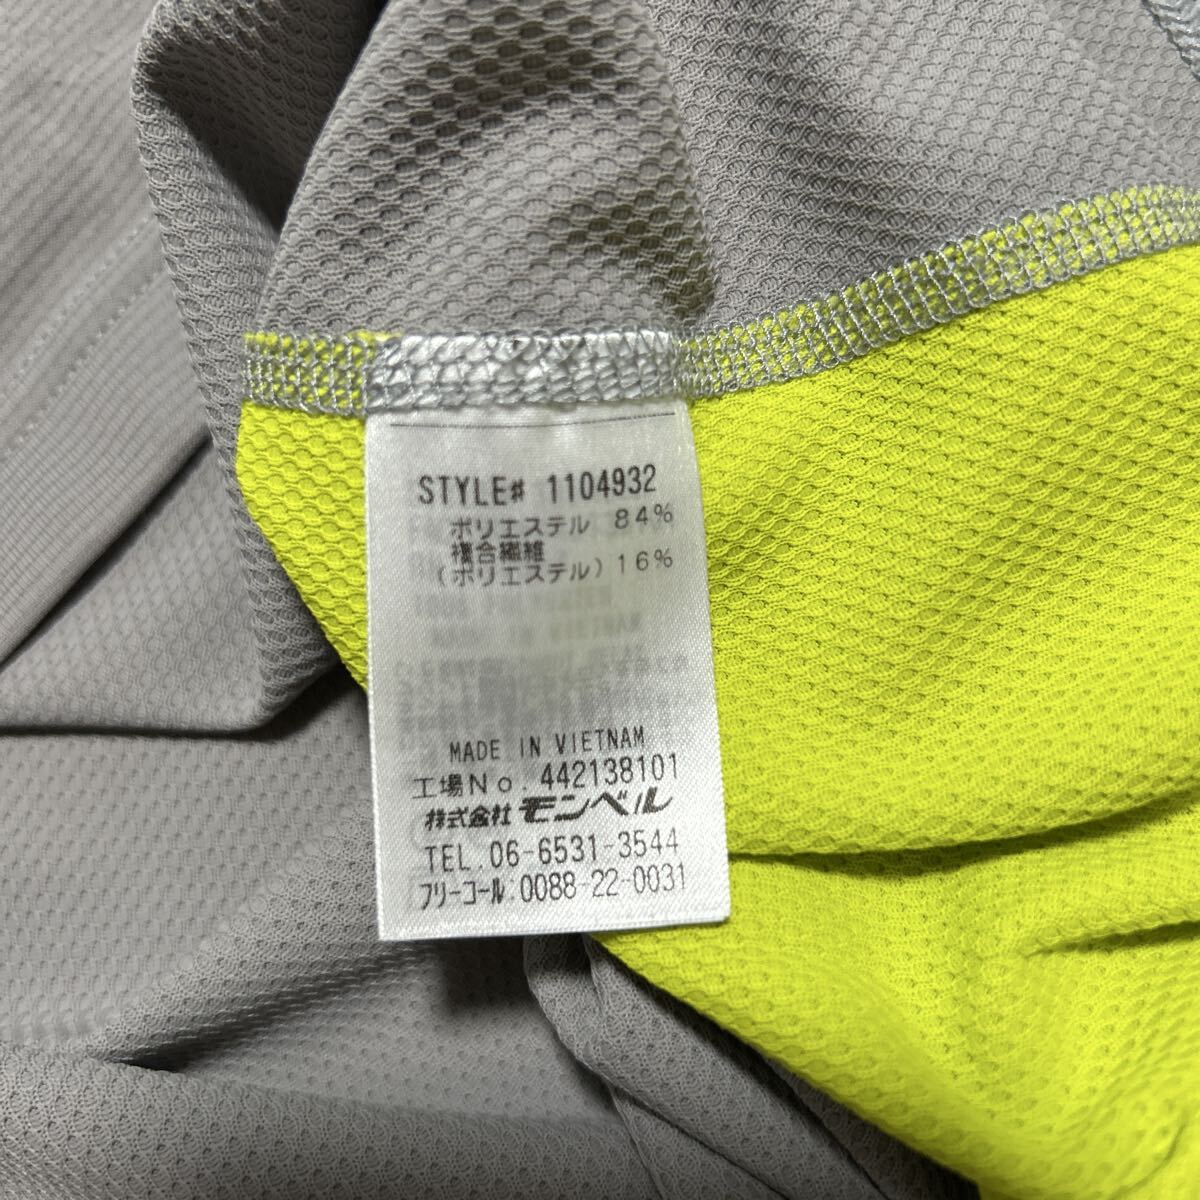 STYLE# 1104932
ポリエステル 84%
複合繊維
(ポリエステル) 16%
MADE IN VIETNAM
工場No. 442138101
株式会社 モンベル
TEL. 06-6531-3544
フリーコール. 0088-22-0031